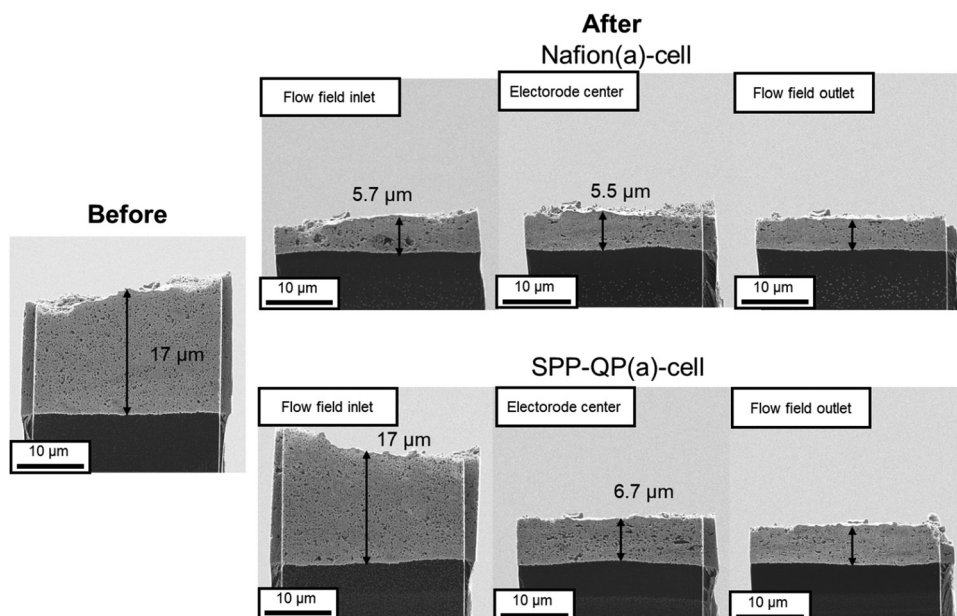 After
Nafion(a)-cell
Flow field inlet
Electorode center
Flow field outlet
5.7 µm
5.5 µm
10 µm
10 µm
10 µm
Before
17 µm
10 µm
SPP-QP(a)-cell
Flow field inlet
Electorode center
Flow field outlet
17 µm
6.7 µm
10 µm
10 µm
10 µm